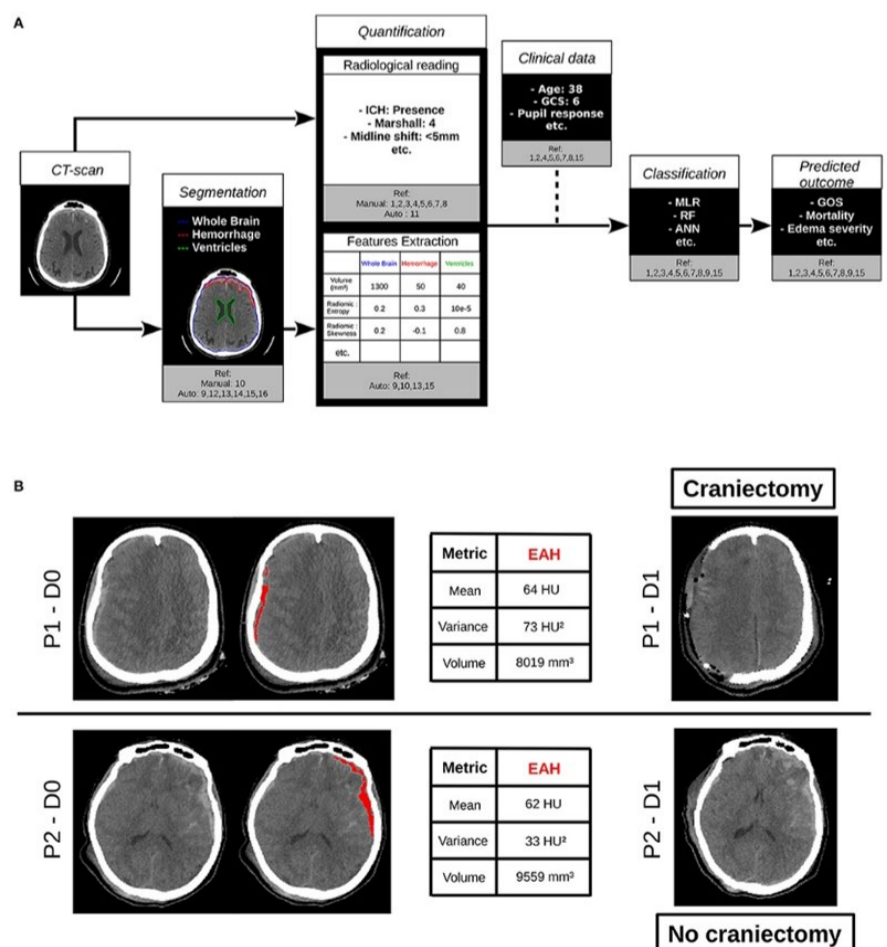 A
CT-scan
Segmentation
Whole Brain
Hemorrhage
Ventricles
Ref:
Manual: 10
Auto: 9,12,13,14,15,16
Quantification
Radiological reading
- ICH: Presence
- Marshall: 4
- Midline shift: <5mm
etc.
Ref:
Manual: 1,2,3,4,5,6,7,8
Auto : 11
Features Extraction
Whole Brain Hemorrhage Ventricles
Volume (mm³) 1300 50 40
Radiomic : Entropy 0.2 0.3 10e-5
Radiomic : Skewness 0.2 -0.1 0.8
etc.
Ref:
Auto: 9,10,13,15
Clinical data
- Age: 38
- GCS: 6
- Pupil response
etc.
Ref:
1,2,4,5,6,7,8,15
Classification
- MLR
- RF
- ANN
etc.
Ref:
1,2,3,4,5,6,7,8,9,15
Predicted
outcome
- GOS
- Mortality
- Edema severity
etc.
Ref:
1,2,3,4,5,6,7,8,9,15
B
P1 - D0
Metric EAH
Mean 64 HU
Variance 73 HU²
Volume 8019 mm³
Craniectomy
P1 - D1
P2 - D0
Metric EAH
Mean 62 HU
Variance 33 HU²
Volume 9559 mm³
P2 - D1
No craniectomy